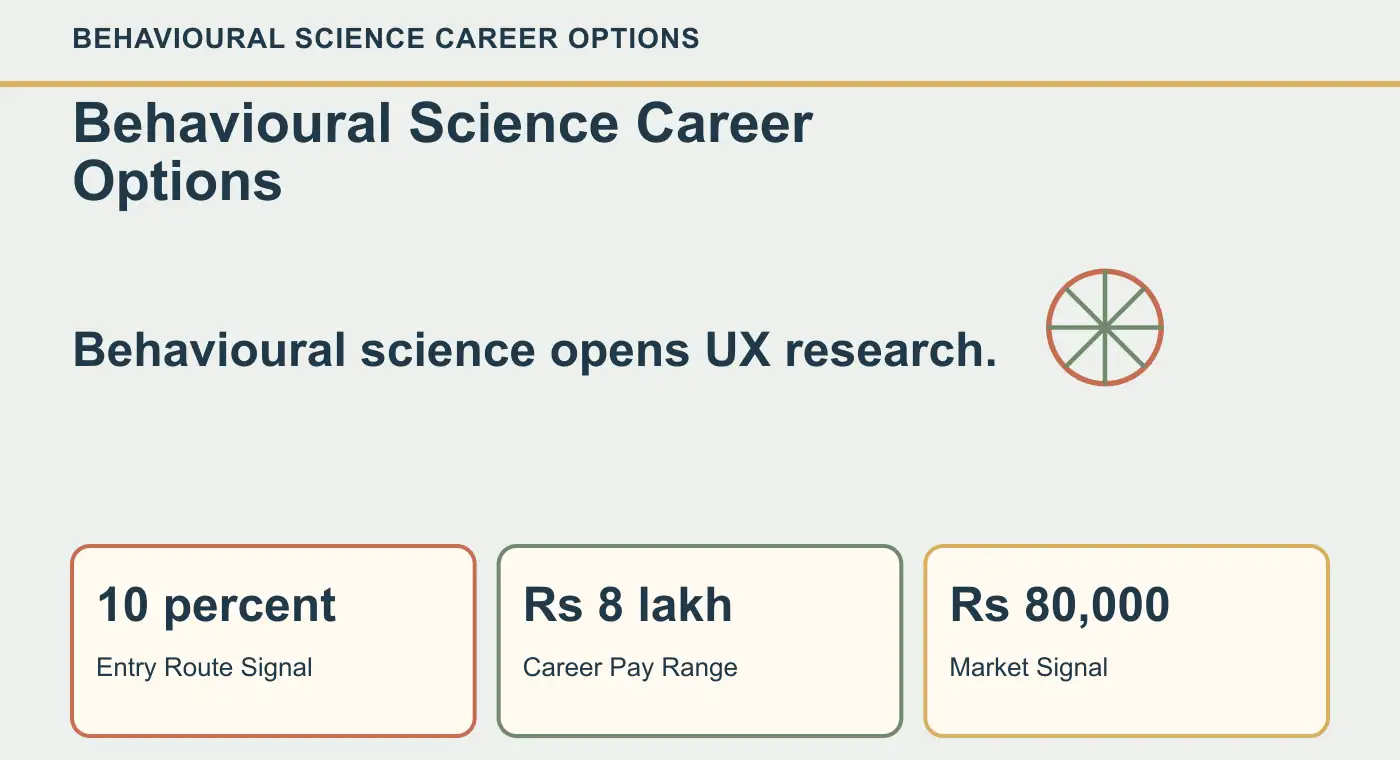 BEHAVIOURAL SCIENCE CAREER OPTIONS
Behavioural Science Career
Options
Behavioural science opens UX research.
10 percent
Entry Route Signal
Rs 8 lakh
Career Pay Range
Rs 80,000
Market Signal